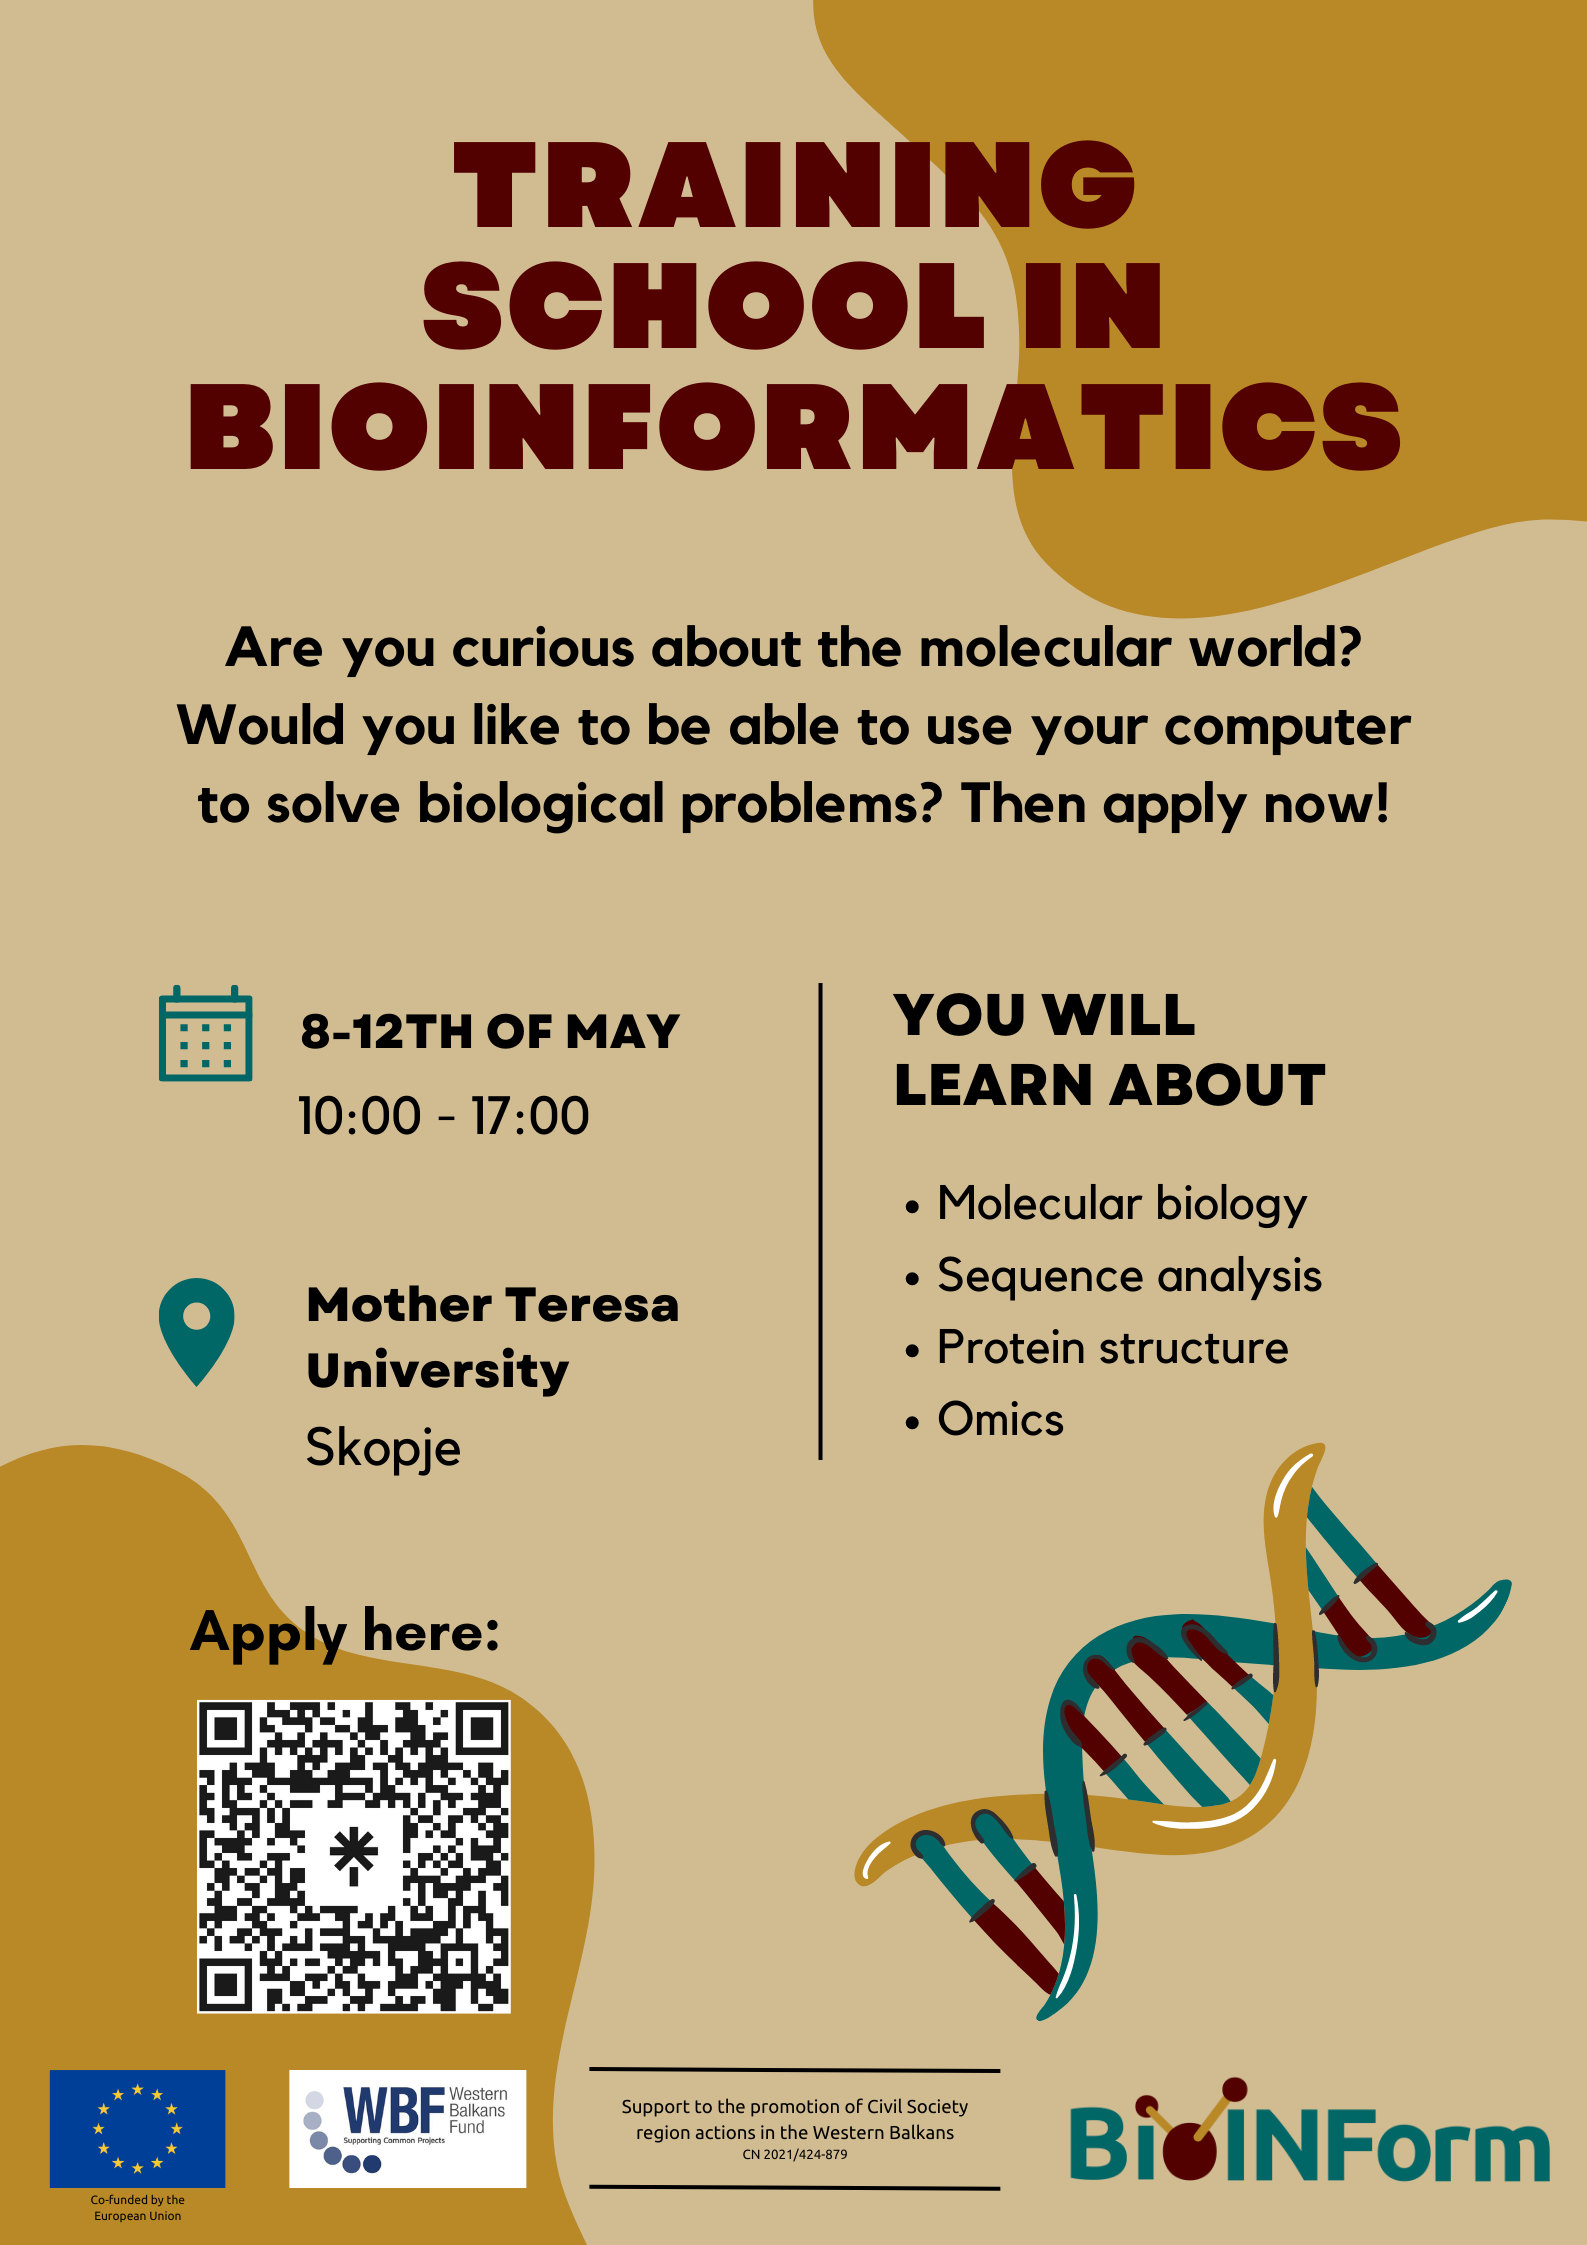 TRAINING
SCHOOL IN
BIOINFORMATICS
Are you curious about the molecular world?
Would you like to be able to use your computer
to solve biological problems? Then apply now!
8-12TH OF MAY
10:00 - 17:00
Mother Teresa
University
Skopje
YOU WILL
LEARN ABOUT
• Molecular biology
• Sequence analysis
• Protein structure
• Omics
Apply here:
Co-funded by the
European Union
WBF Western
Balkans
Fund
Supporting Common Projects
Support to the promotion of Civil Society
region actions in the Western Balkans
CN 2021/424-879
BiOINForm